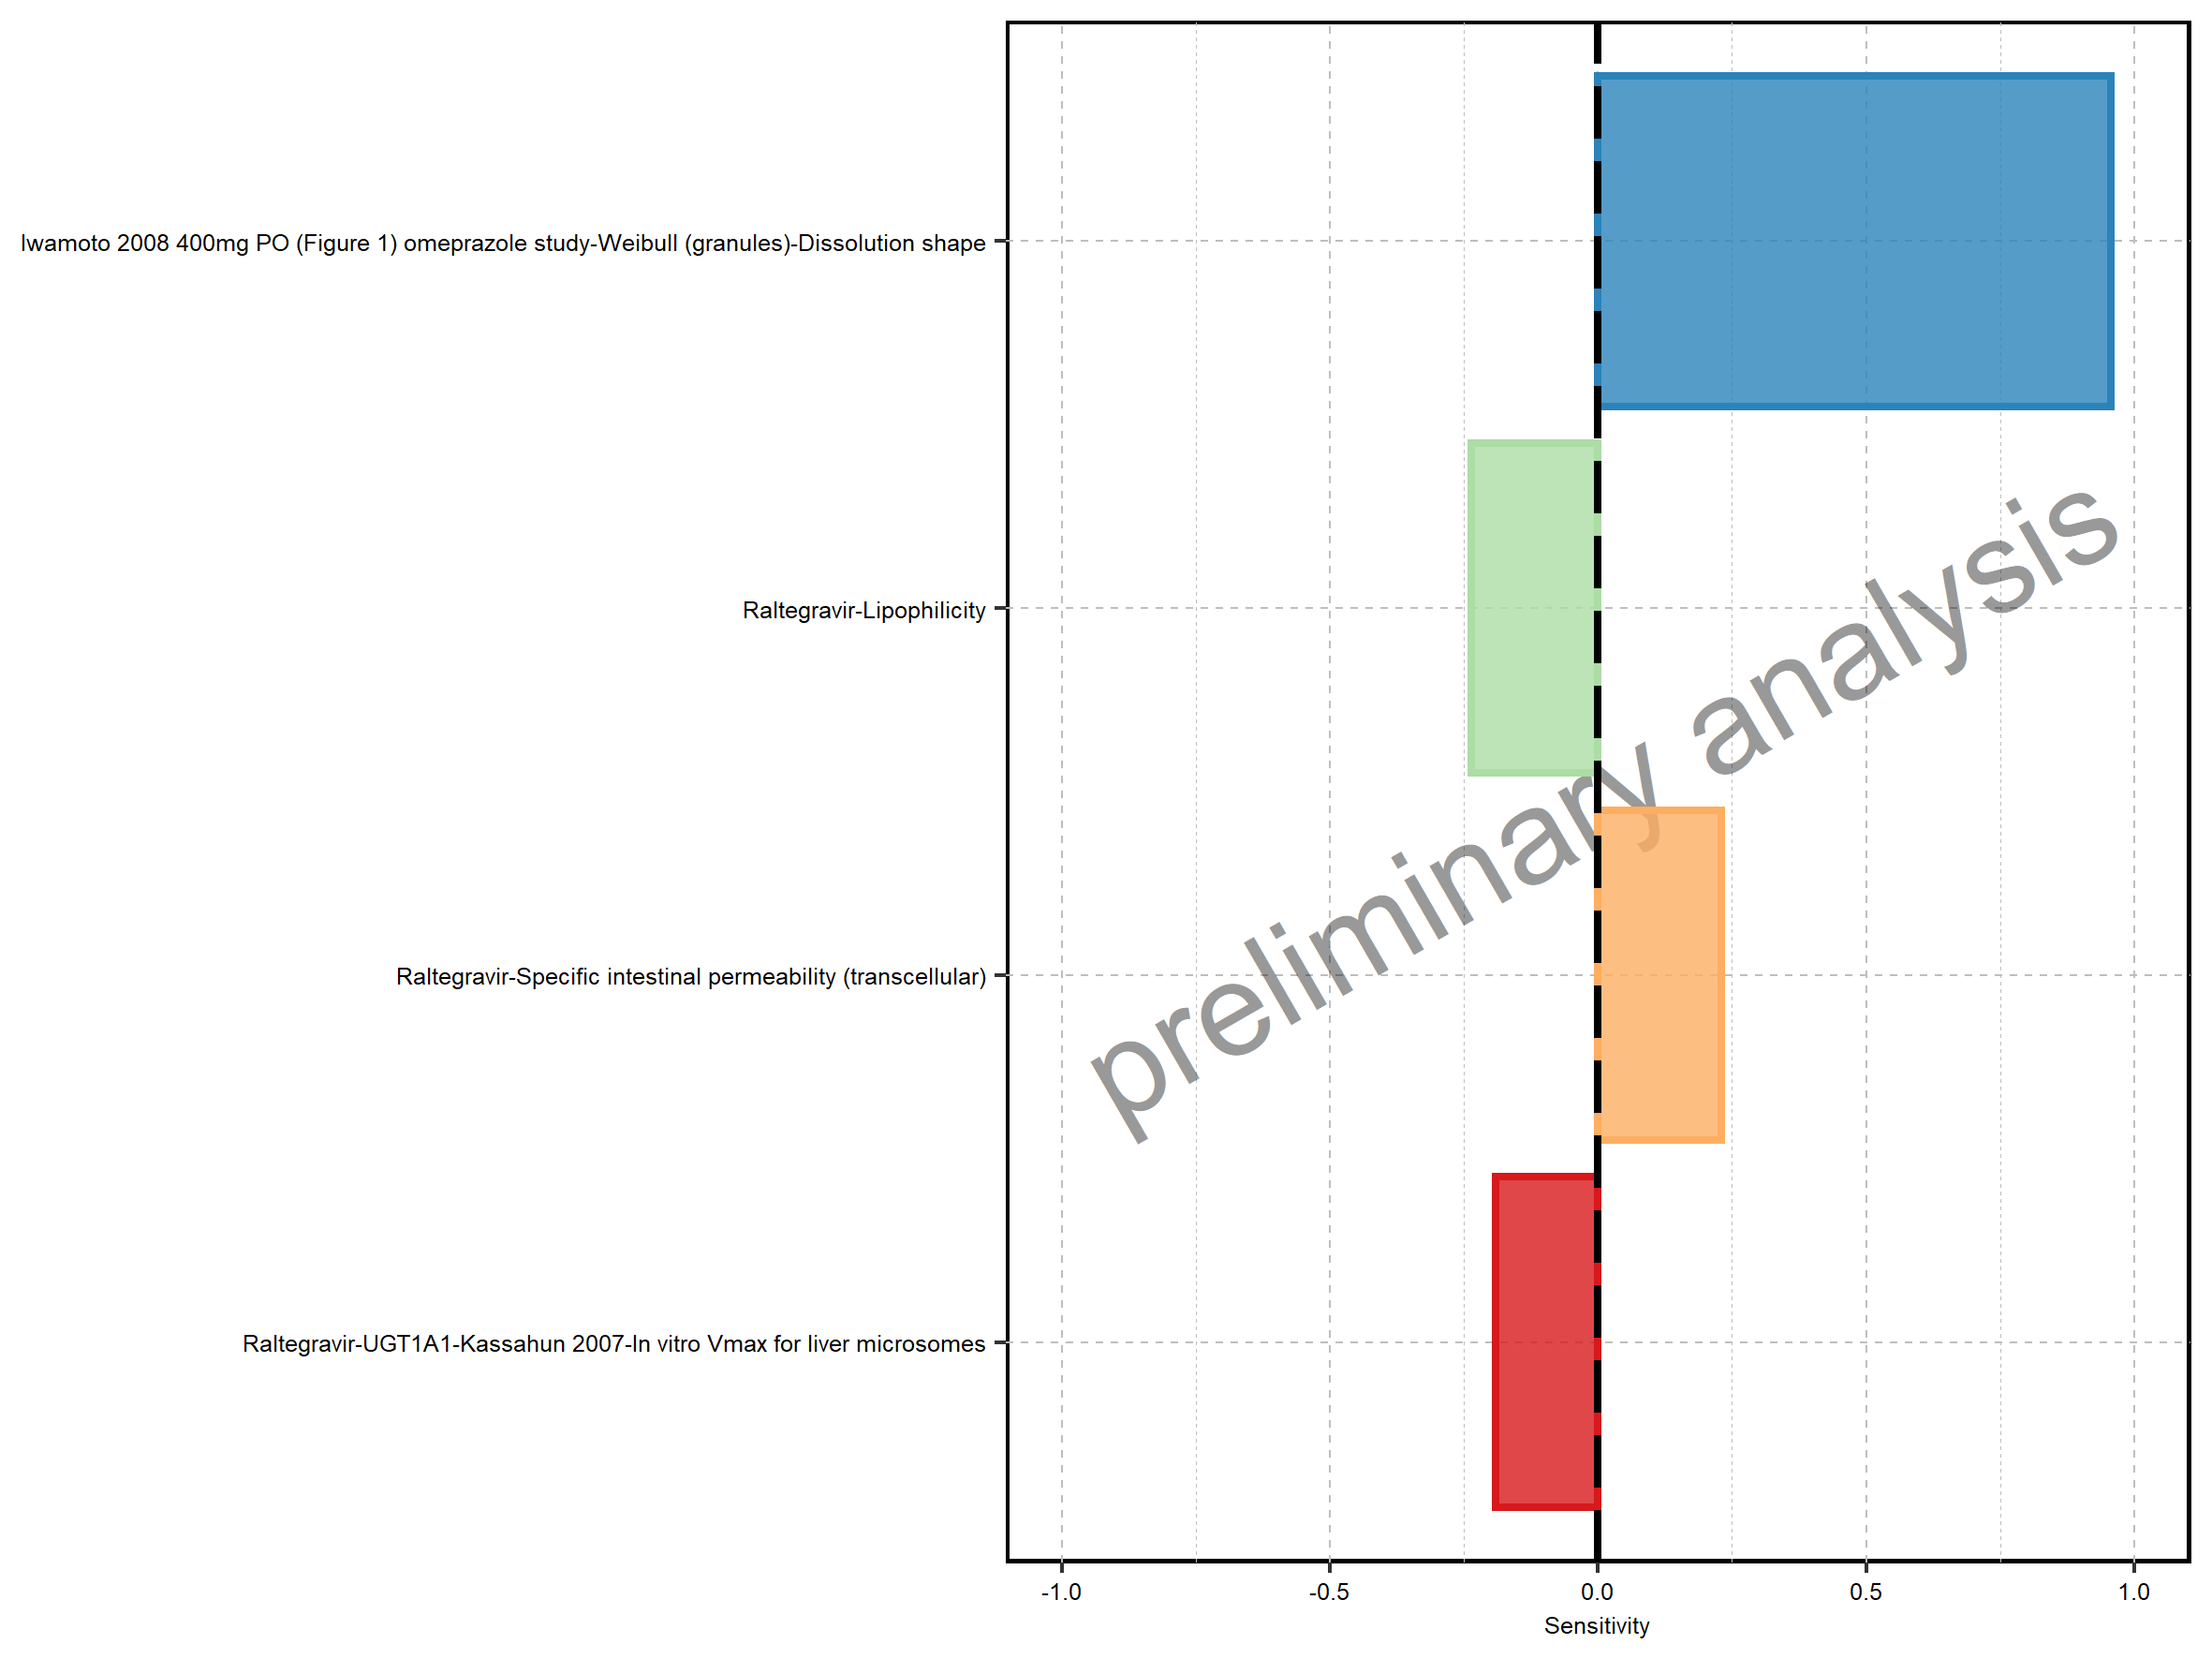 Iwamoto 2008 400mg PO (Figure 1) omeprazole study-Weibull (granules)-Dissolution shape
Raltegravir-Lipophilicity
preliminary analysis
Raltegravir-Specific intestinal permeability (transcellular)
Raltegravir-UGT1A1-Kassahun 2007-In vitro Vmax for liver microsomes
-1.0 -0.5 0.0 0.5 1.0
Sensitivity